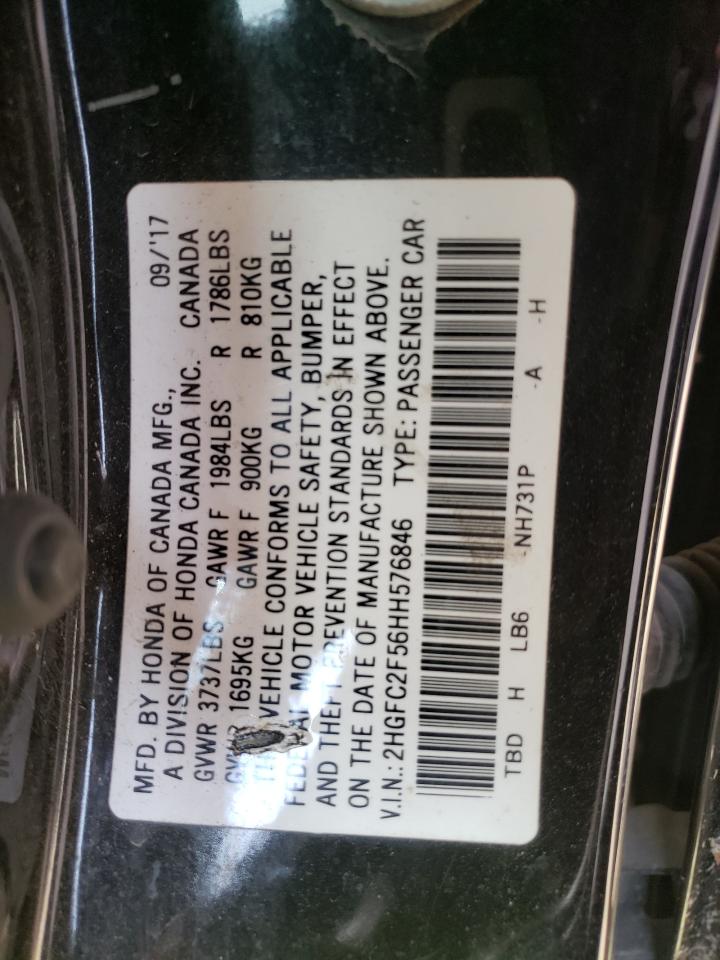 MFD. BY HONDA OF CANADA MFG., 09/'17
A DIVISION OF HONDA CANADA INC. CANADA
GVWR 3737LBS GAWR F 1984LBS R 1786LBS
1695KG GAWR F 900KG R 810KG
VEHICLE CONFORMS TO ALL APPLICABLE
MOTOR VEHICLE SAFETY, BUMPER,
AND THEFT PREVENTION STANDARDS IN EFFECT
ON THE DATE OF MANUFACTURE SHOWN ABOVE.
V.I.N.: 2HGFC2F56HH576846 TYPE: PASSENGER CAR
TBD H LB6 -NH731P -A -H